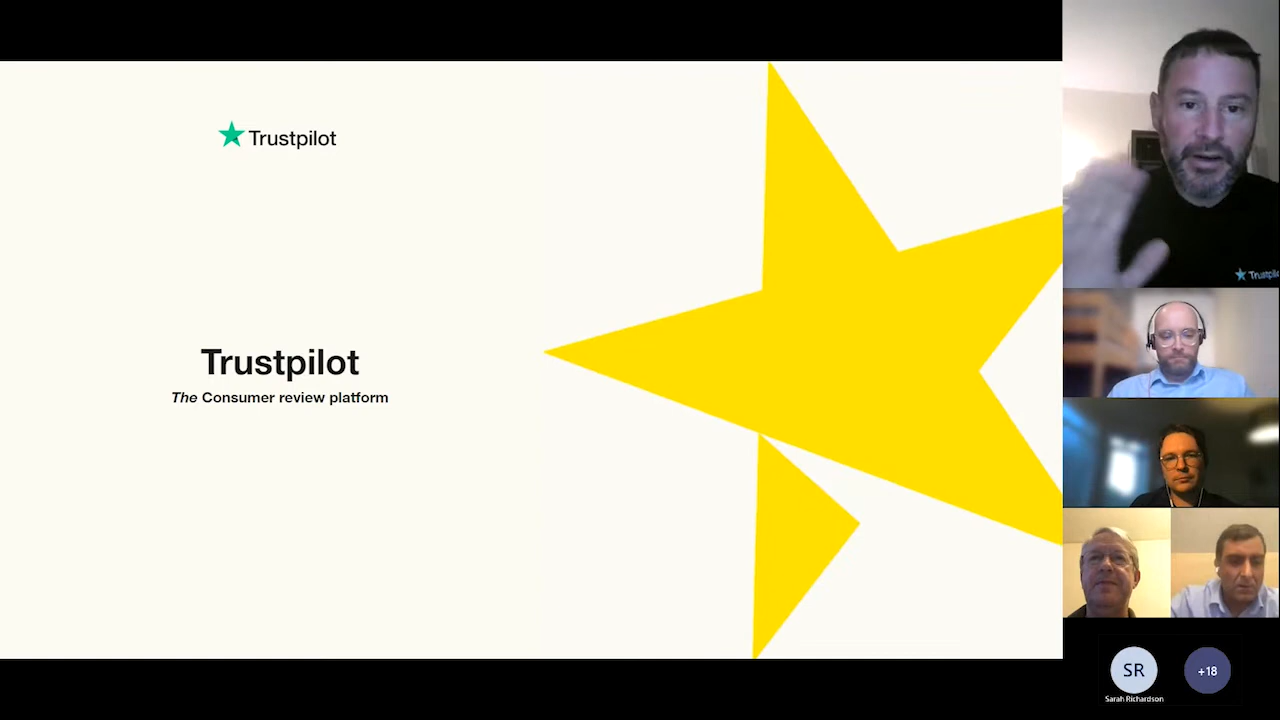 Trustpilot
Trustpilot
The Consumer review platform
SR
+18
Sarah Richardson